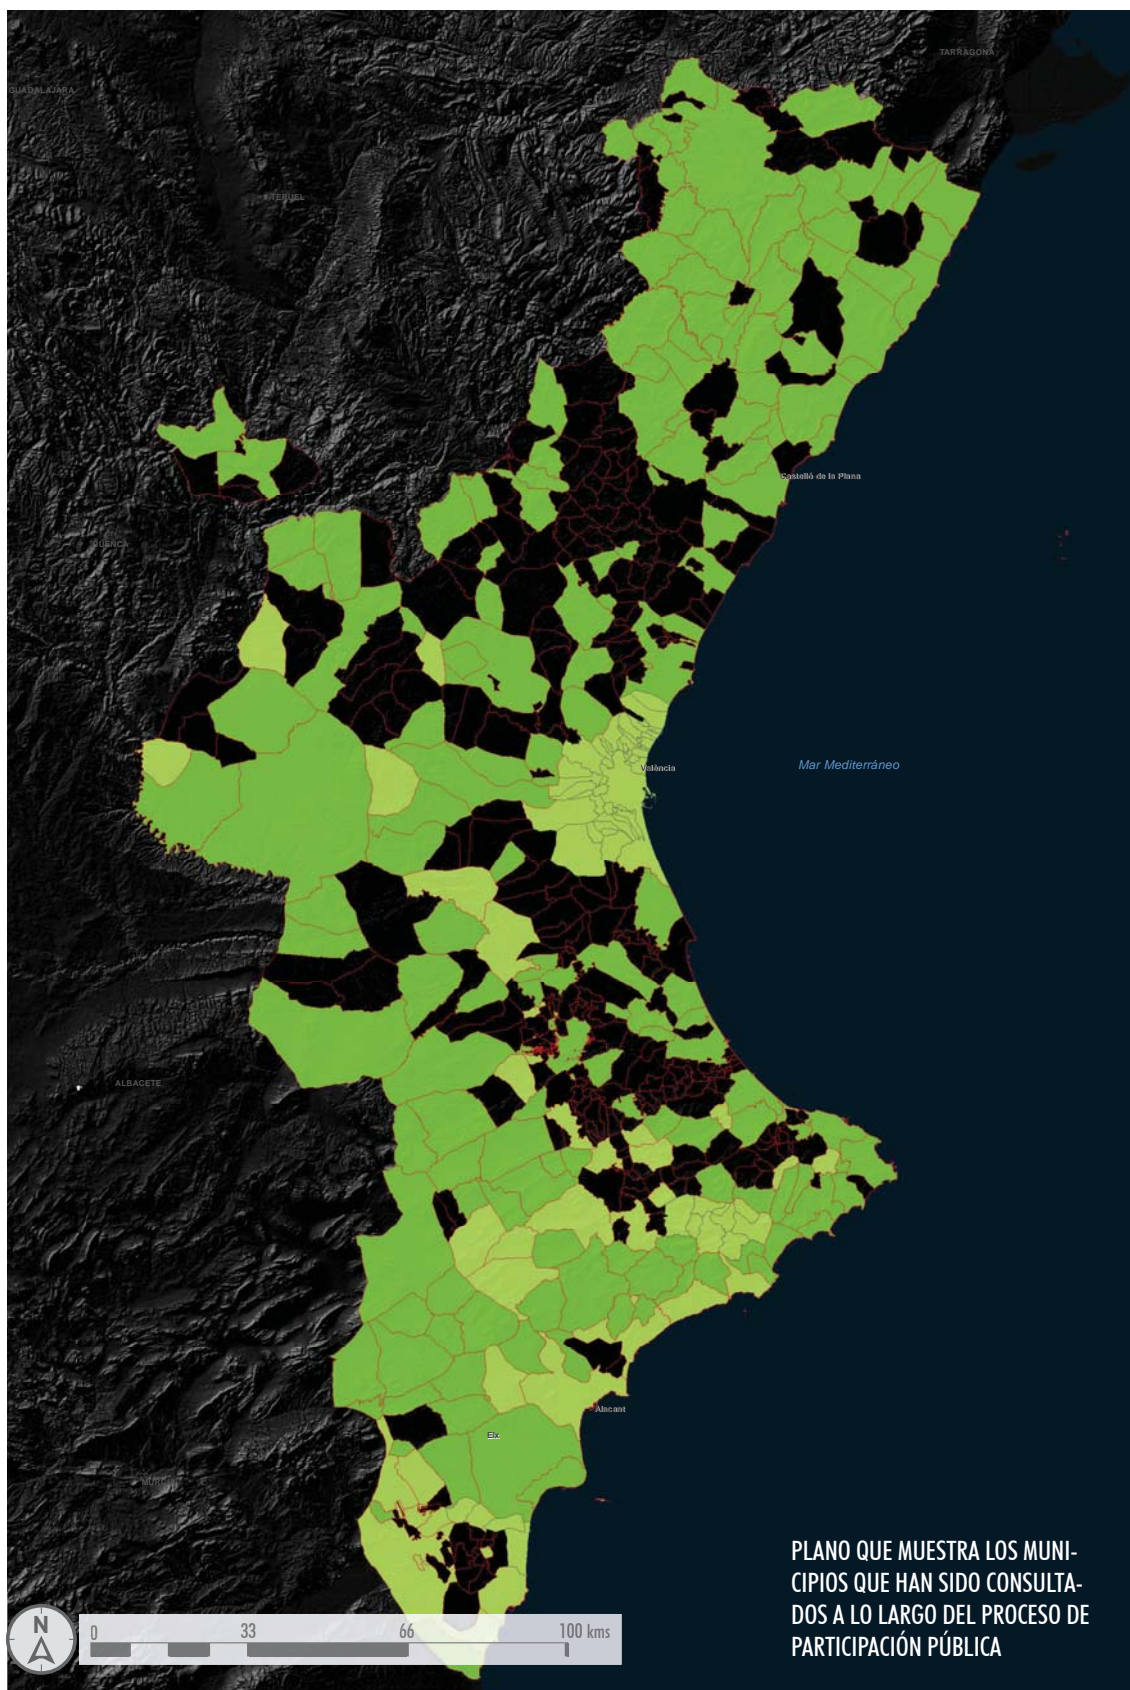 TARRAGONA
GUADALAJARA
TERUEL
Castelló de la Plana
CUENCA
València
Mar Mediterráneo
ALBACETE
Alacant
Elx
MURCIA
PLANO QUE MUESTRA LOS MUNI-
CIPIOS QUE HAN SIDO CONSULTA-
DOS A LO LARGO DEL PROCESO DE
PARTICIPACIÓN PÚBLICA
N
0 33 66 100 kms